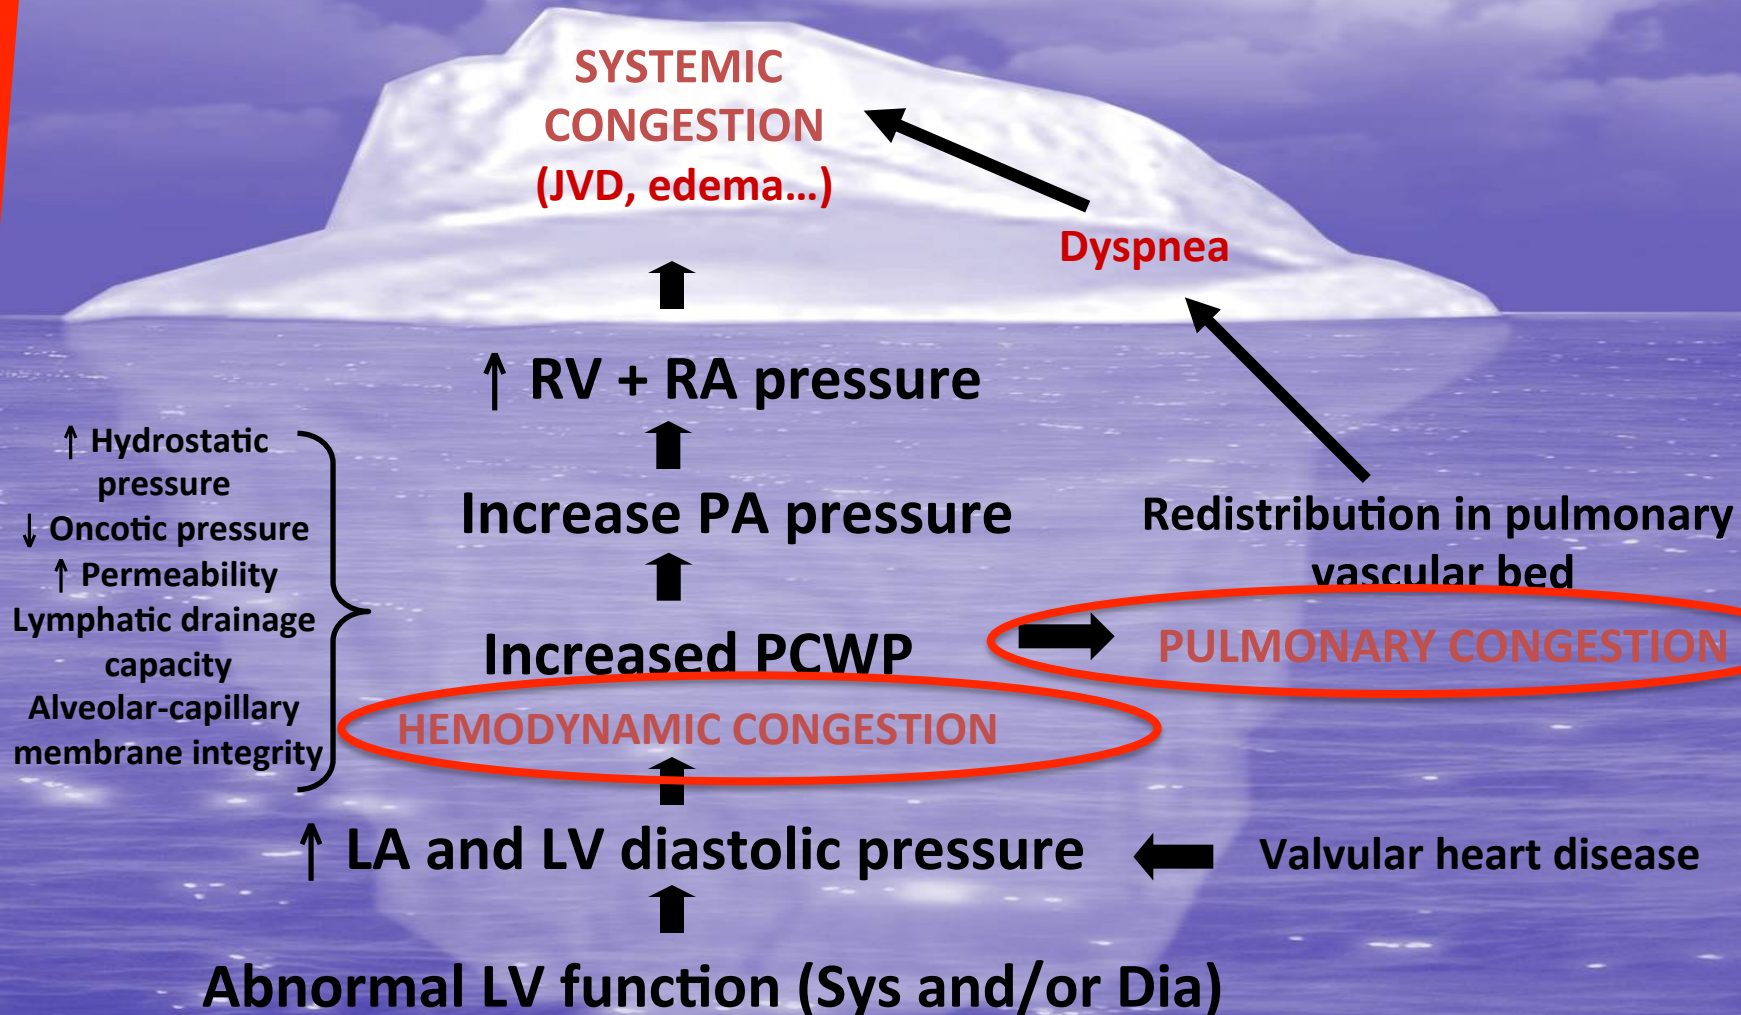 SYSTEMIC
CONGESTION
(JVD, edema...)
Dyspnea
↑ RV + RA pressure
↑ Hydrostatic
pressure
↓ Oncotic pressure
↑ Permeability
Lymphatic drainage
capacity
Alveolar-capillary
membrane integrity
Increase PA pressure
Redistribution in pulmonary
vascular bed
Increased PCWP
PULMONARY CONGESTION
HEMODYNAMIC CONGESTION
↑ LA and LV diastolic pressure
Valvular heart disease
Abnormal LV function (Sys and/or Dia)